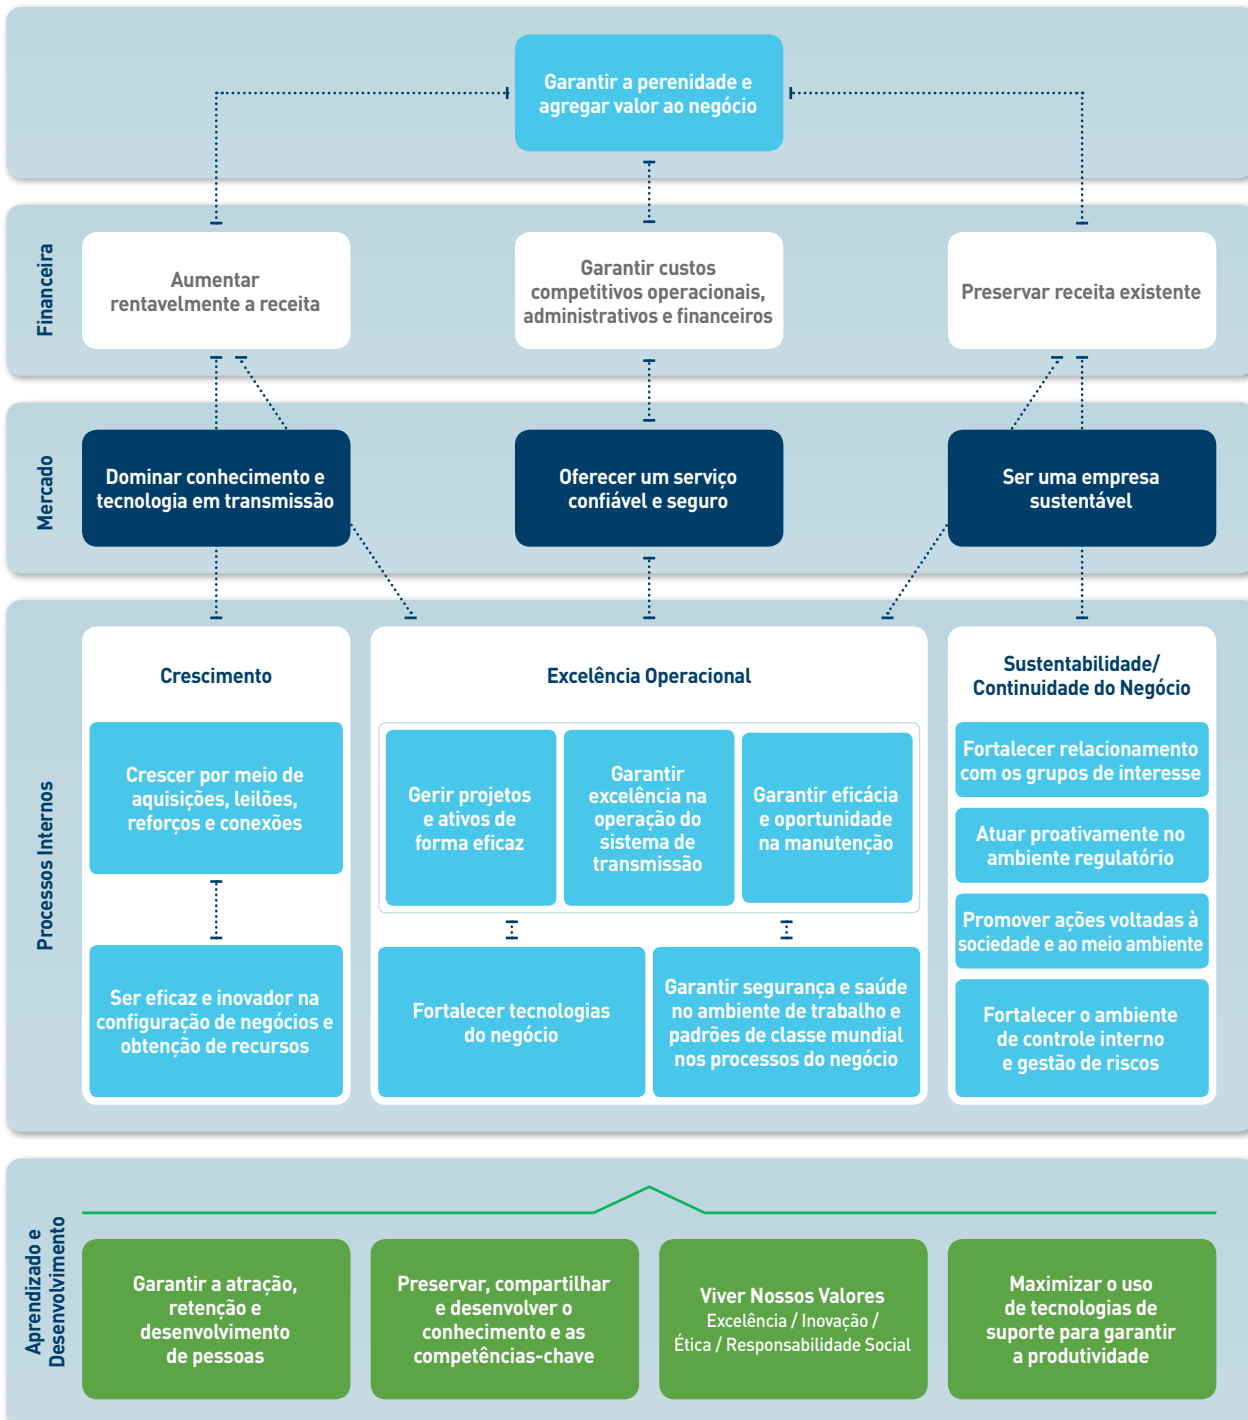 Garantir a perenidade e
agregar valor ao negócio
Financeira
Aumentar
rentavelmente a receita
Garantir custos
competitivos operacionais,
administrativos e financeiros
Preservar receita existente
Mercado
Dominar conhecimento e
tecnologia em transmissão
Oferecer um serviço
confiável e seguro
Ser uma empresa
sustentável
Processos Internos
Crescimento
Crescer por meio de
aquisições, leilões,
reforços e conexões
Ser eficaz e inovador na
configuração de negócios e
obtenção de recursos
Excelência Operacional
Gerir projetos
e ativos de
forma eficaz
Garantir
excelência na
operação do
sistema de
transmissão
Garantir eficácia
e oportunidade
na manutenção
Fortalecer tecnologias
do negócio
Garantir segurança e saúde
no ambiente de trabalho e
padrões de classe mundial
nos processos do negócio
Sustentabilidade/
Continuidade do Negócio
Fortalecer relacionamento
com os grupos de interesse
Atuar proativamente no
ambiente regulatório
Promover ações voltadas à
sociedade e ao meio ambiente
Fortalecer o ambiente
de controle interno
e gestão de riscos
Aprendizado e
Desenvolvimento
Garantir a atração,
retenção e
desenvolvimento
de pessoas
Preservar, compartilhar
e desenvolver o
conhecimento e as
competências-chave
Viver Nossos Valores
Excelência / Inovação /
Ética / Responsabilidade Social
Maximizar o uso
de tecnologias de
suporte para garantir
a produtividade